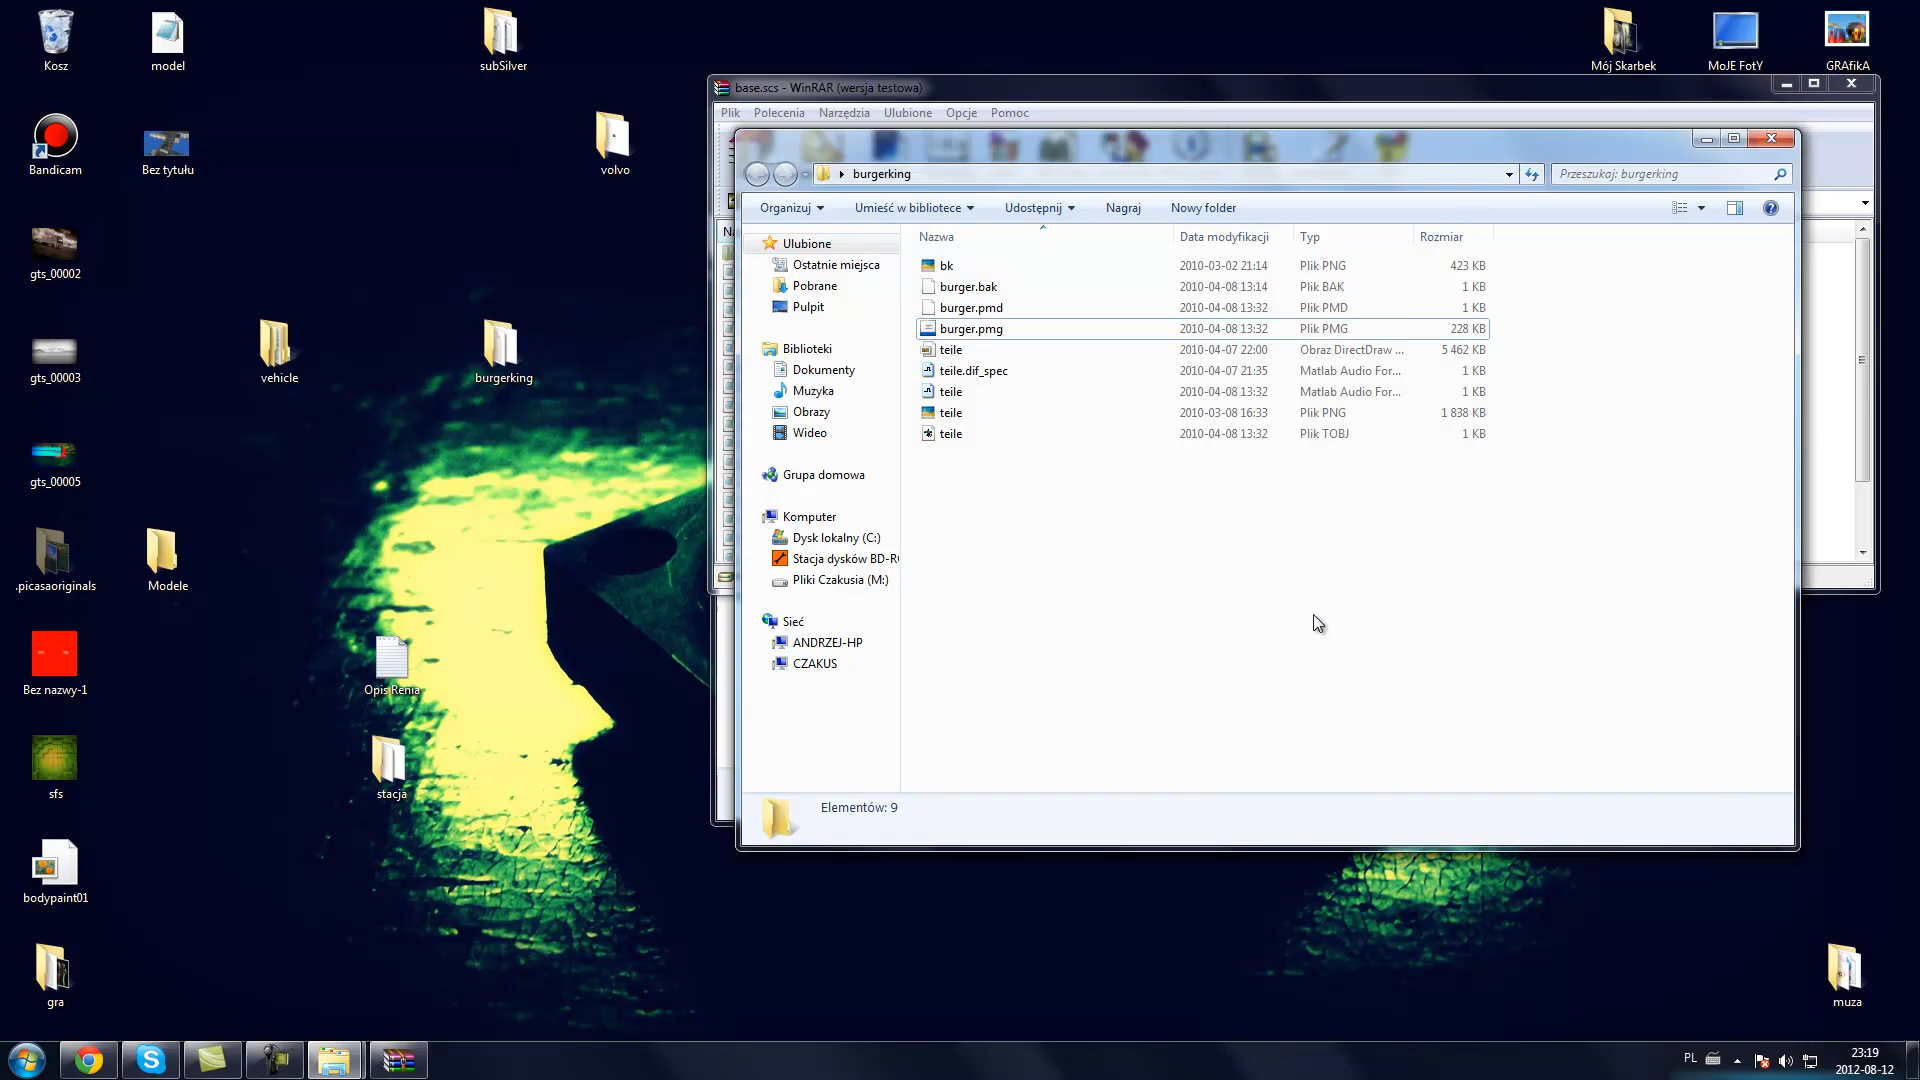 Kosz
model
subSilver
Mój Skarbek
MoJE FotY
GRAfikA
Bandicam
Bez tytułu
volvo
gts_00002
gts_00003
vehicle
burgerking
gts_00005
.picasaoriginals
Modele
Bez nazwy-1
Opis Renia
sfs
stacja
bodypaint01
gra
muza
base.scs - WinRAR (wersja testowa)
Plik Polecenia Narzędzia Ulubione Opcje Pomoc
burgerking
Przeszukaj: burgerking
Organizuj Umieść w bibliotece Udostępnij Nagraj Nowy folder
Ulubione
Ostatnie miejsca
Pobrane
Pulpit
Biblioteki
Dokumenty
Muzyka
Obrazy
Wideo
Grupa domowa
Komputer
Dysk lokalny (C:)
Stacja dysków BD-R
Pliki Czakusia (M:)
Sieć
ANDRZEJ-HP
CZAKUS
Nazwa Data modyfikacji Typ Rozmiar
bk 2010-03-02 21:14 Plik PNG 423 KB
burger.bak 2010-04-08 13:14 Plik BAK 1 KB
burger.pmd 2010-04-08 13:32 Plik PMD 1 KB
burger.pmg 2010-04-08 13:32 Plik PMG 228 KB
teile 2010-04-07 22:00 Obraz DirectDraw ... 5 462 KB
teile.dif_spec 2010-04-07 21:35 Matlab Audio For... 1 KB
teile 2010-04-08 13:32 Matlab Audio For... 1 KB
teile 2010-03-08 16:33 Plik PNG 1 838 KB
teile 2010-04-08 13:32 Plik TOBJ 1 KB
Elementów: 9
PL
23:19
2012-08-12